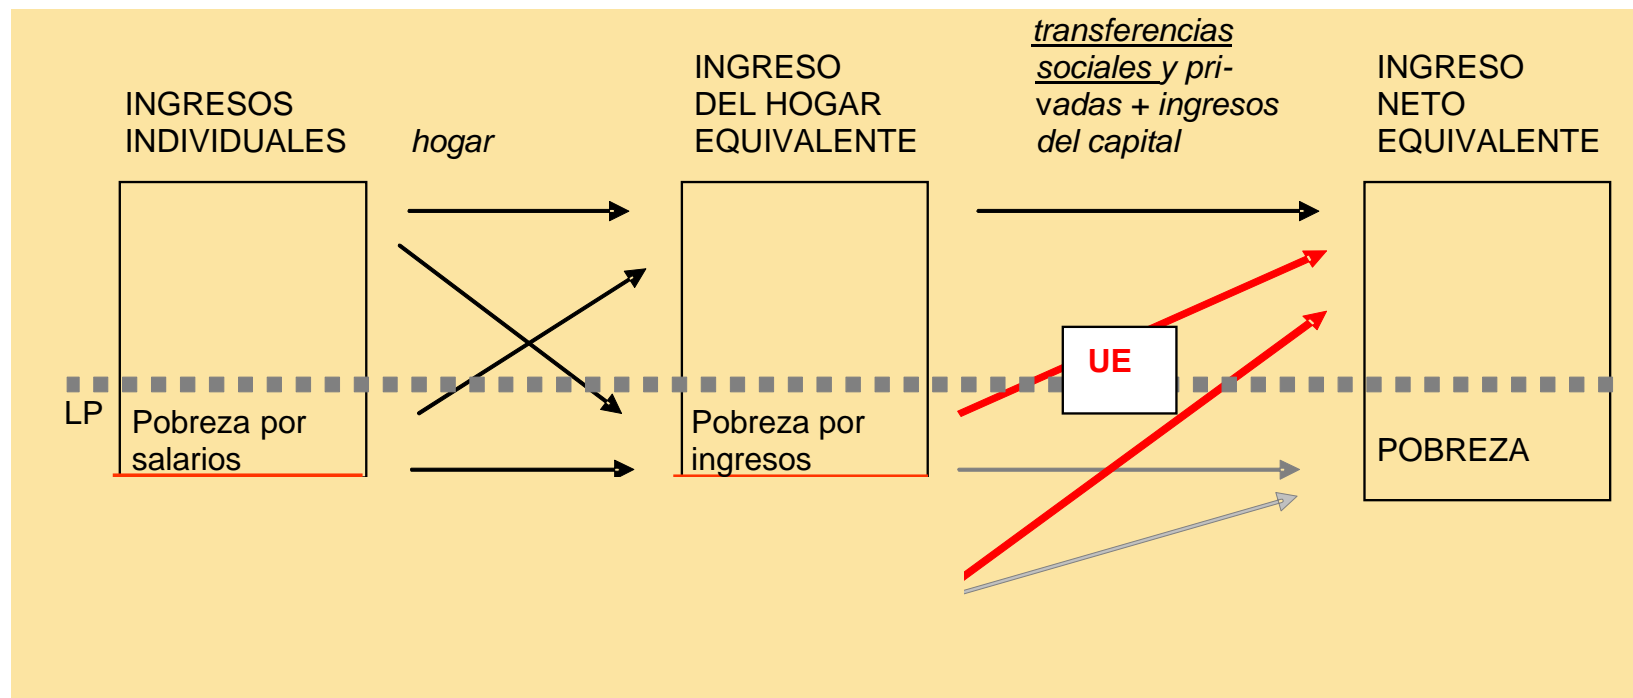 INGRESOS
INDIVIDUALES
hogar
INGRESO
DEL HOGAR
EQUIVALENTE
transferencias
sociales y pri-
vadas + ingresos
del capital
INGRESO
NETO
EQUIVALENTE
UE
LP
Pobreza por
salarios
Pobreza por
ingresos
POBREZA